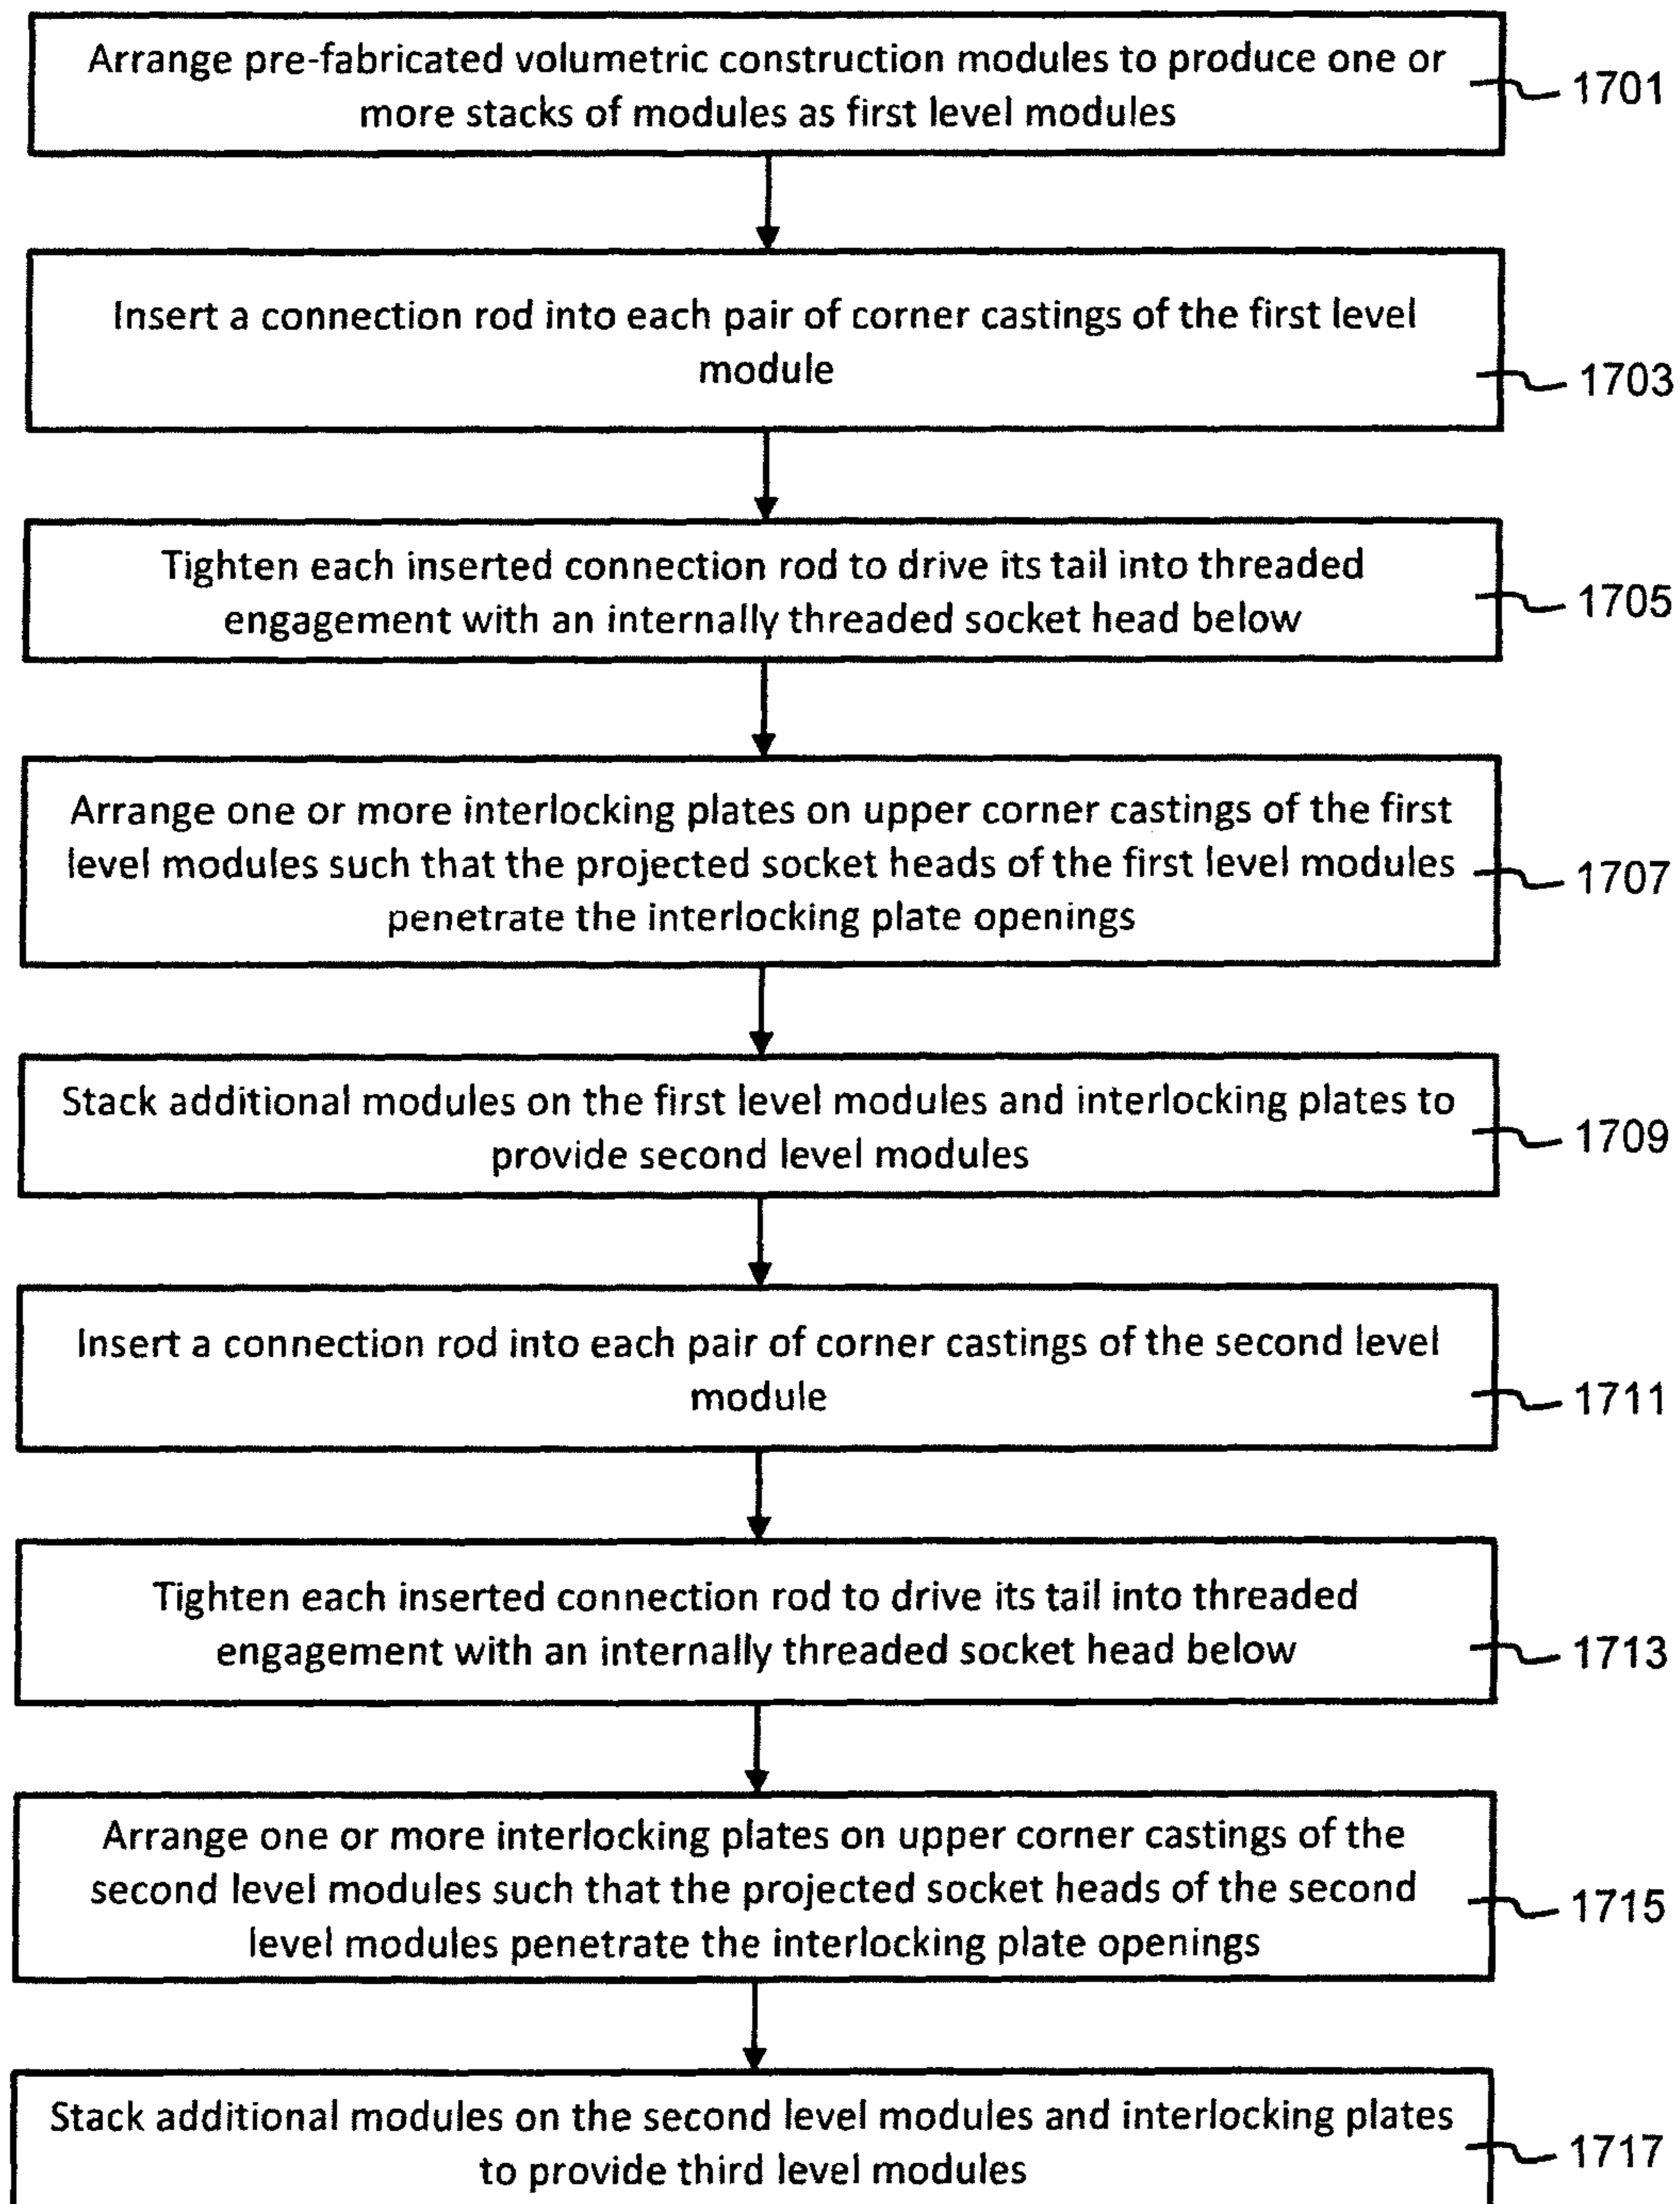 Arrange pre-fabricated volumetric construction modules to produce one or
more stacks of modules as first level modules
1701
Insert a connection rod into each pair of corner castings of the first level
module
1703
Tighten each inserted connection rod to drive its tail into threaded
engagement with an internally threaded socket head below
1705
Arrange one or more interlocking plates on upper corner castings of the first
level modules such that the projected socket heads of the first level modules
penetrate the interlocking plate openings
1707
Stack additional modules on the first level modules and interlocking plates to
provide second level modules
1709
Insert a connection rod into each pair of corner castings of the second level
module
1711
Tighten each inserted connection rod to drive its tail into threaded
engagement with an internally threaded socket head below
1713
Arrange one or more interlocking plates on upper corner castings of the
second level modules such that the projected socket heads of the second
level modules penetrate the interlocking plate openings
1715
Stack additional modules on the second level modules and interlocking plates
to provide third level modules
1717